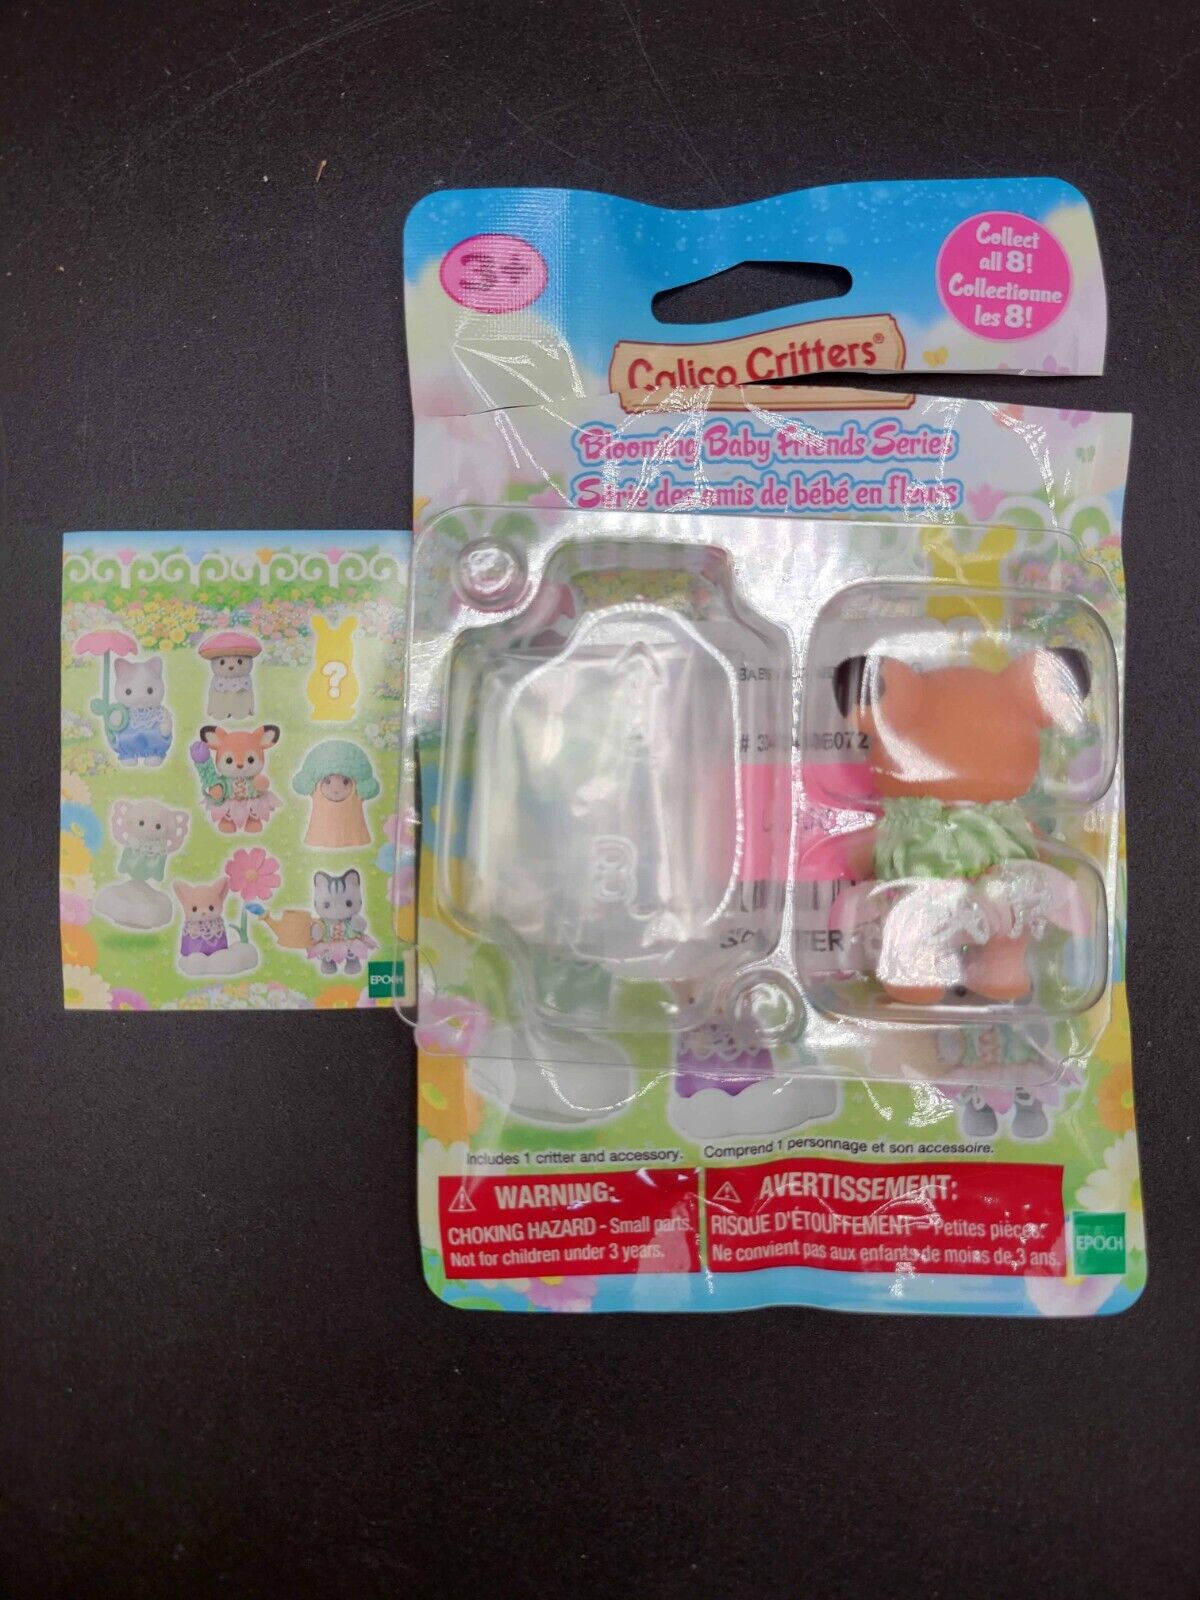 3+
Collect
all 8!
Collectionne
les 8!
Calico Critters®
Blooming Baby Friends Series
Série des amis de bébé en fleurs
?
EPOCH
B
Includes 1 critter and accessory. Comprend 1 personnage et son accessoire.
WARNING:
CHOKING HAZARD - Small parts.
Not for children under 3 years.
AVERTISSEMENT:
RISQUE D'ÉTOUFFEMENT - Petites pièces.
Ne convient pas aux enfants de moins de 3 ans.
EPOCH